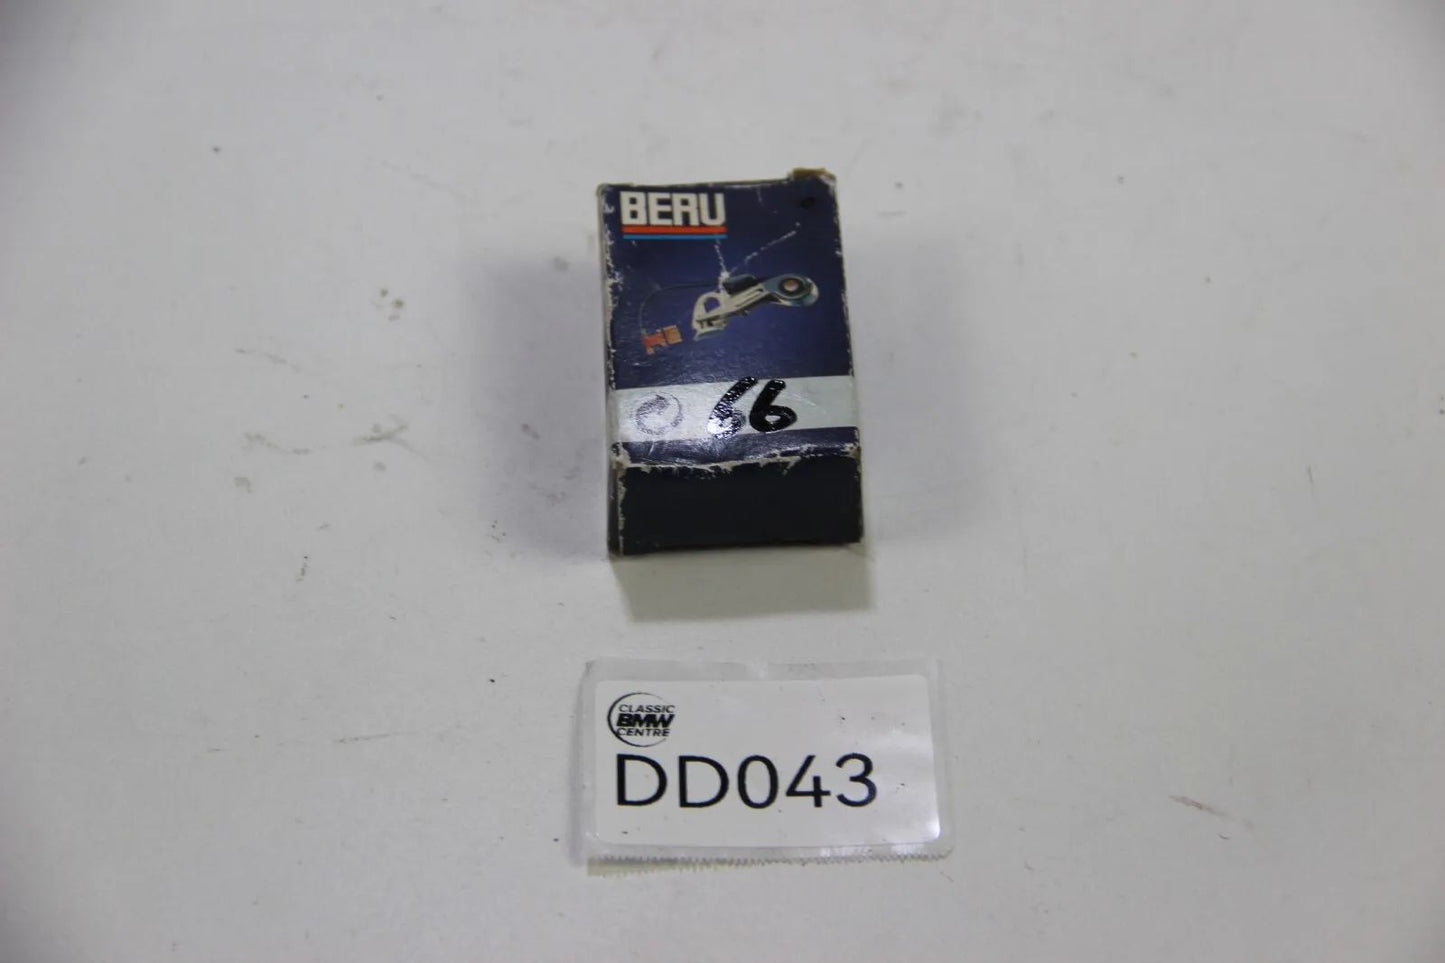 BERU
66
CLASSIC
BMW
CENTRE
DD043